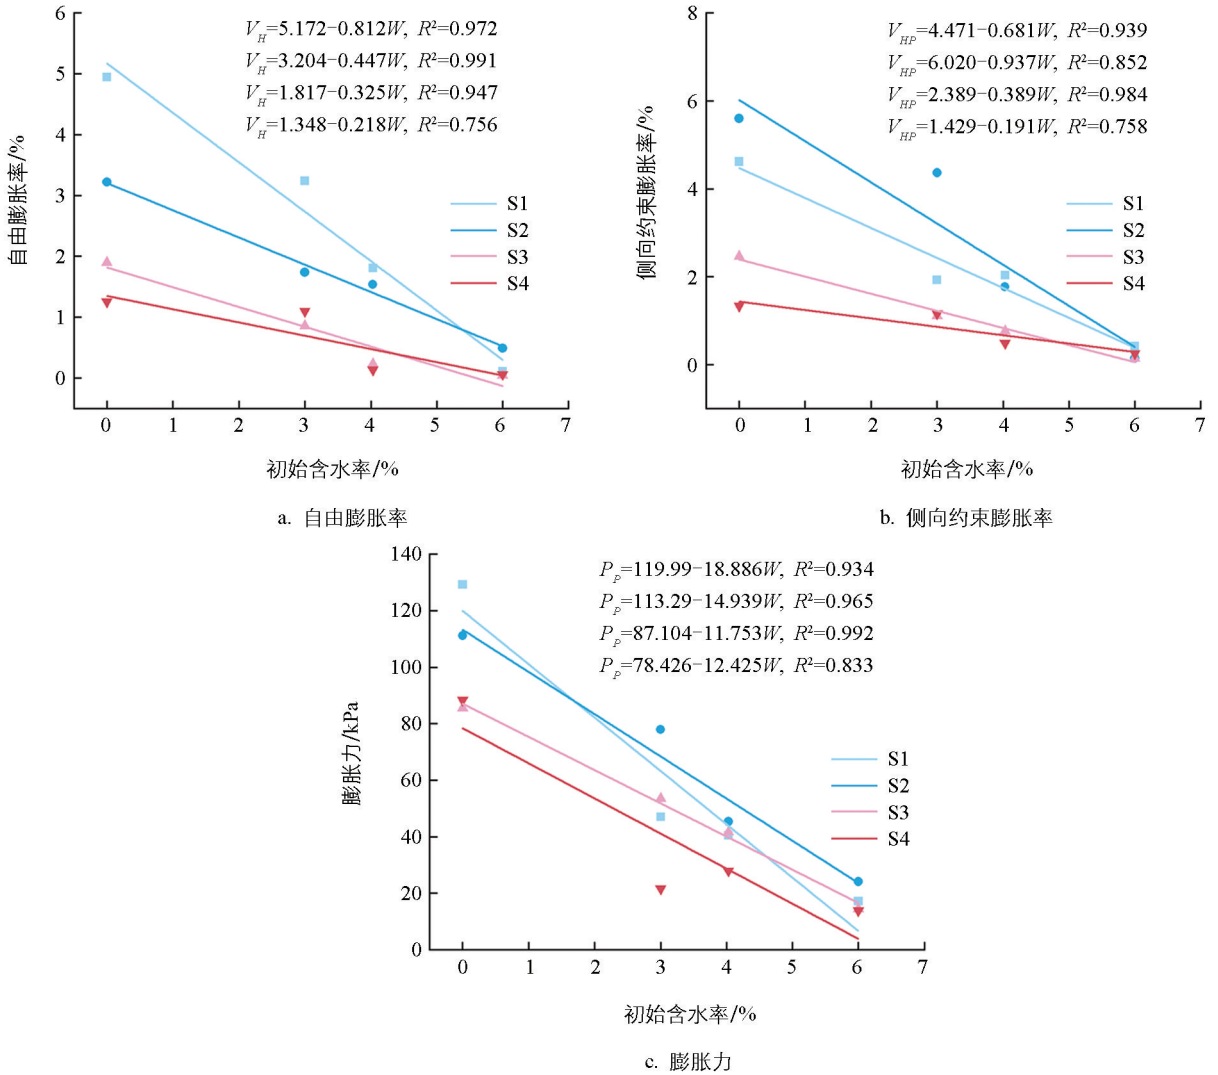 6
5
4
3
2
1
0
自由膨胀率/%
V_H=5.172−0.812W, R²=0.972
V_H=3.204−0.447W, R²=0.991
V_H=1.817−0.325W, R²=0.947
V_H=1.348−0.218W, R²=0.756
S1
S2
S3
S4
0 1 2 3 4 5 6 7
初始含水率/%
a. 自由膨胀率
8
6
4
2
0
侧向约束膨胀率/%
V_HP=4.471−0.681W, R²=0.939
V_HP=6.020−0.937W, R²=0.852
V_HP=2.389−0.389W, R²=0.984
V_HP=1.429−0.191W, R²=0.758
S1
S2
S3
S4
0 1 2 3 4 5 6 7
初始含水率/%
b. 侧向约束膨胀率
140
120
100
80
60
40
20
0
膨胀力/kPa
P_P=119.99−18.886W, R²=0.934
P_P=113.29−14.939W, R²=0.965
P_P=87.104−11.753W, R²=0.992
P_P=78.426−12.425W, R²=0.833
S1
S2
S3
S4
0 1 2 3 4 5 6 7
初始含水率/%
c. 膨胀力